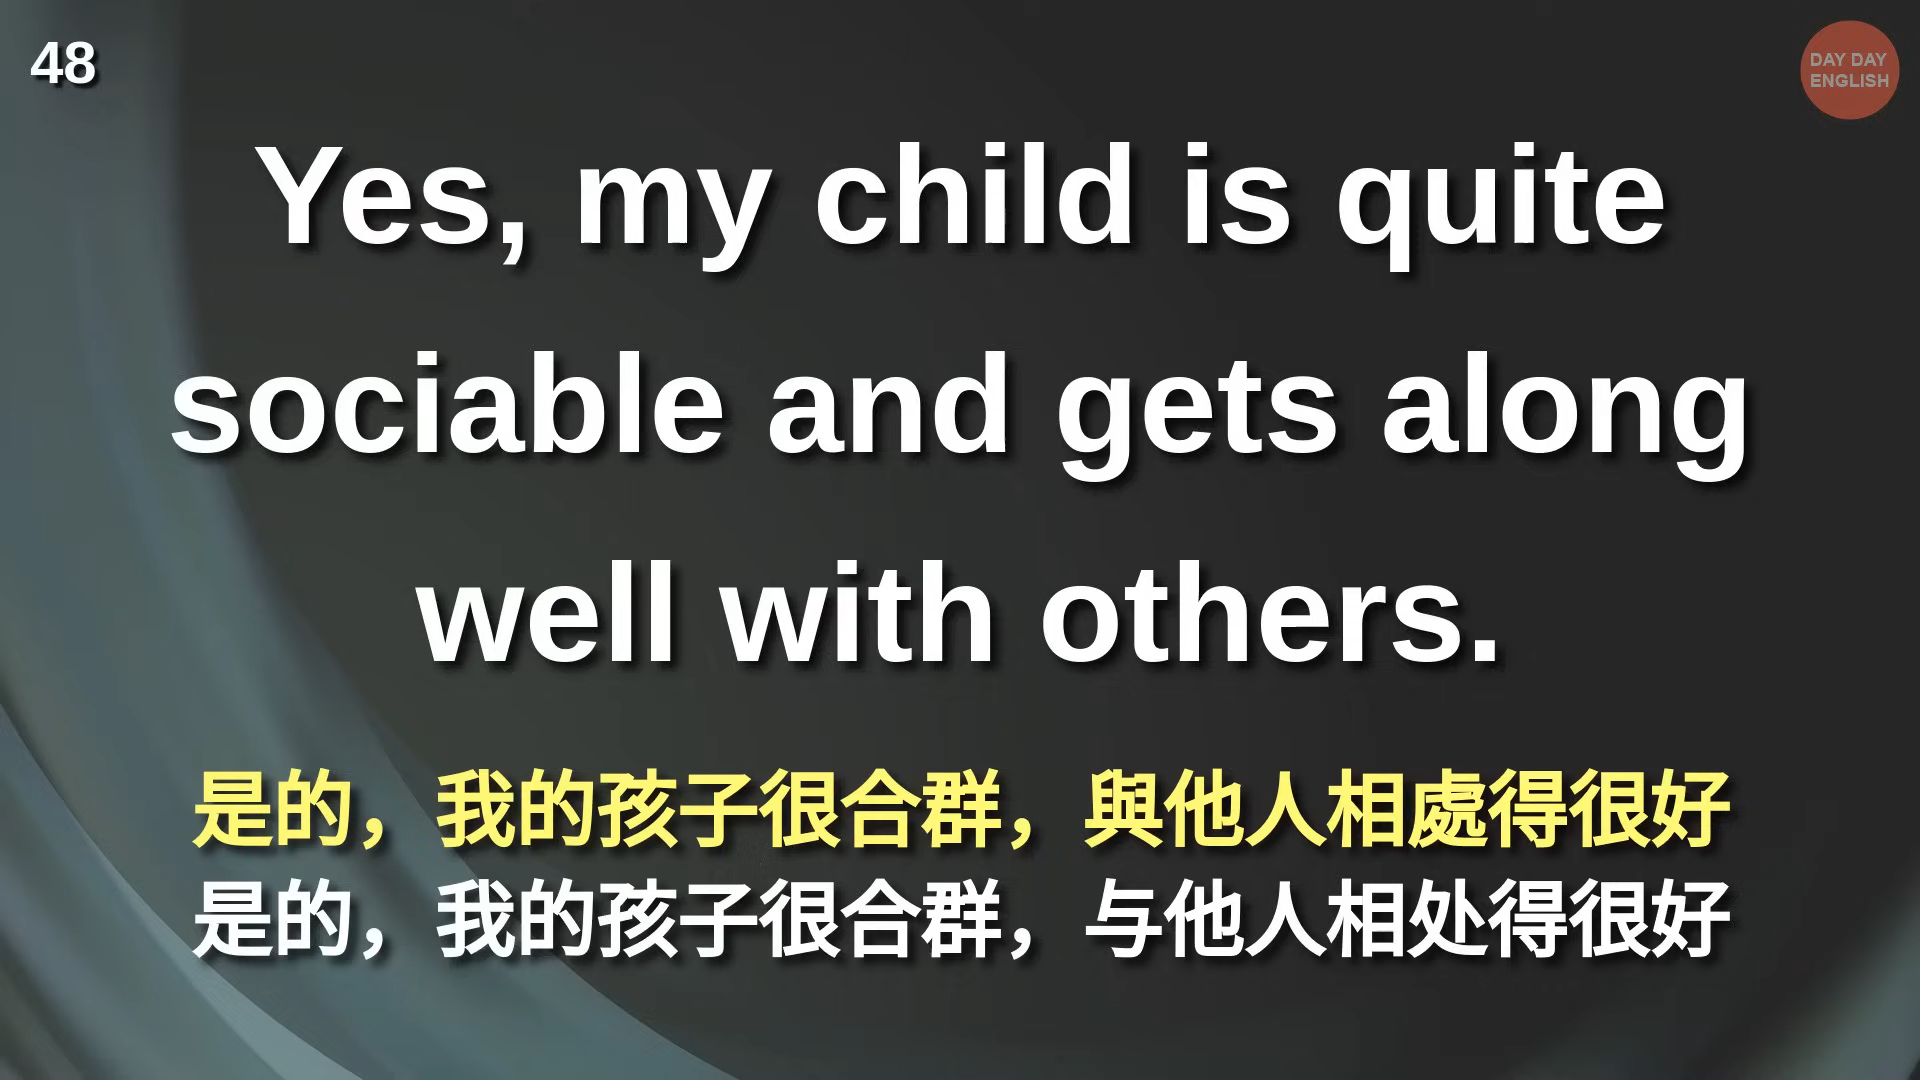 48
DAY DAY
ENGLISH
Yes, my child is quite
sociable and gets along
well with others.
是的，我的孩子很合群，與他人相處得很好
是的，我的孩子很合群，与他人相处得很好